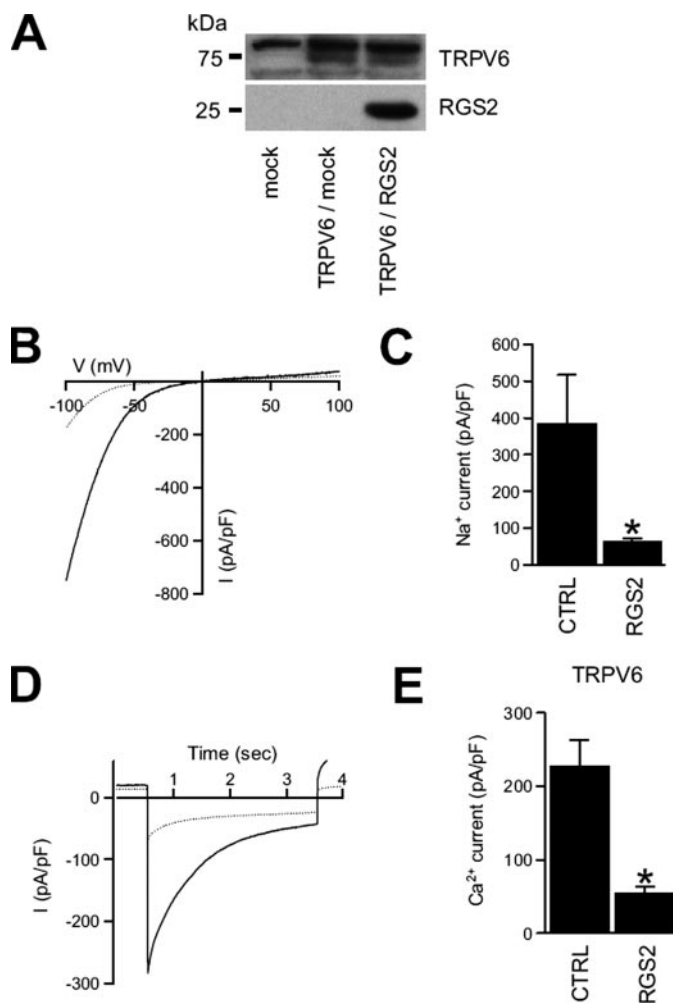 A
kDa
75
TRPV6
25
RGS2
mock
TRPV6 / mock
TRPV6 / RGS2
B
V (mV)
-100
-50
50
100
-200
-400
-600
-800
I (pA/pF)
C
Na⁺ current (pA/pF)
600
500
400
300
200
100
0
*
CTRL
RGS2
D
Time (sec)
1
2
3
4
0
-100
-200
-300
I (pA/pF)
E
TRPV6
Ca²⁺ current (pA/pF)
300
200
100
0
*
CTRL
RGS2